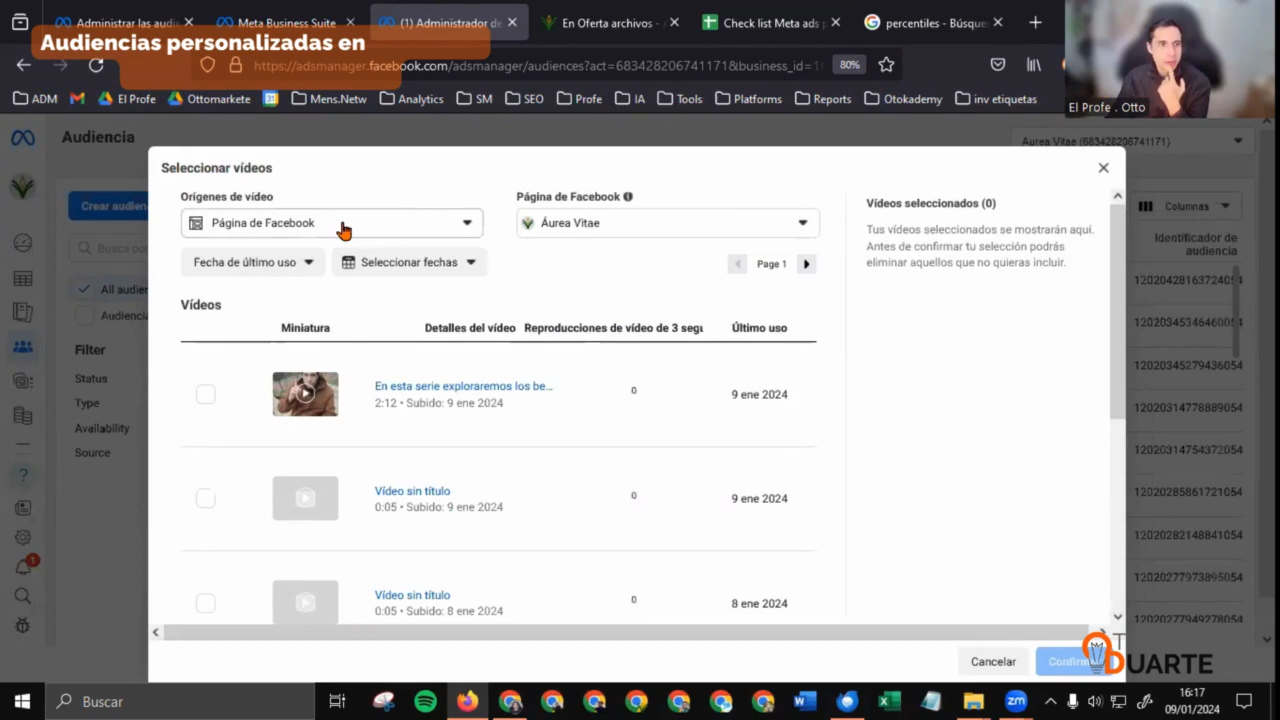 Administrar las audie
Meta Business Suite
(1) Administrador de
En Oferta archivos -
Check list Meta ads
percentiles - Búsque
Audiencias personalizadas en
https://adsmanager.facebook.com/adsmanager/audiences?act=683428206741171&business_id=1
80%
ADM
El Profe
Ottomarkete
Mens.Netw
Analytics
SM
SEO
Profe
IA
Tools
Platforms
Reports
Otokademy
inv etiquetas
El Profe . Otto
Audiencia
Aurea Vitae (683428206741171)
Crear audien
Busca po
All audien
Audiencia
Filter
Status
Type
Availability
Source
Columnas
Identificador de
audiencia
Seleccionar vídeos
Orígenes de vídeo
Página de Facebook
Página de Facebook
Áurea Vitae
Fecha de último uso
Seleccionar fechas
Page 1
Vídeos seleccionados (0)
Tus vídeos seleccionados se mostrarán aquí.
Antes de confirmar tu selección podrás
eliminar aquellos que no quieras incluir.
Vídeos
Miniatura
Detalles del vídeo
Reproducciones de vídeo de 3 segu
Último uso
En esta serie exploraremos los be...
2:12 • Subido: 9 ene 2024
0
9 ene 2024
Vídeo sin título
0:05 • Subido: 9 ene 2024
0
9 ene 2024
Vídeo sin título
0:05 • Subido: 8 ene 2024
0
8 ene 2024
1
Cancelar
Confirm
DUARTE
Buscar
16:17
09/01/2024